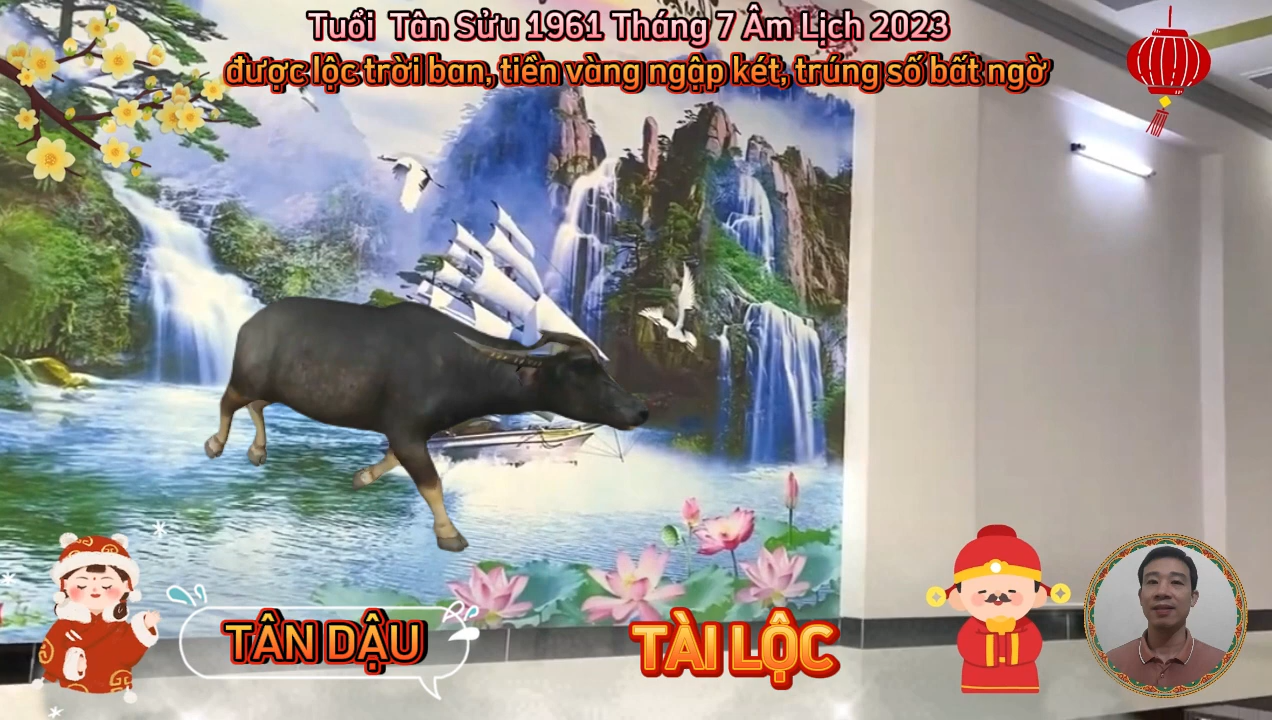 Tuổi Tân Sửu 1961 Tháng 7 Âm Lịch 2023
được lộc trời ban, tiền vàng ngập két, trúng số bất ngờ
TÂN DẬU
TÀI LỘC